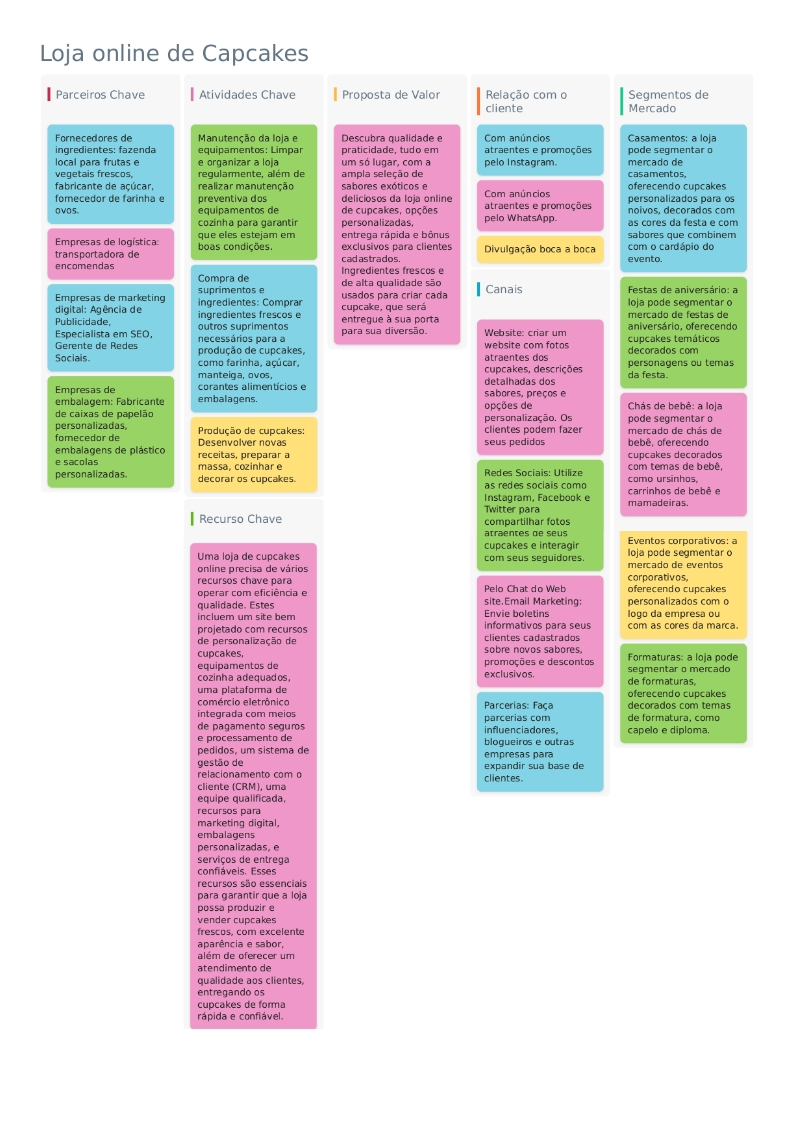 Loja online de Capcakes
Parceiros Chave
Fornecedores de
ingredientes: fazenda
local para frutas e
vegetais frescos,
fabricante de açúcar,
fornecedor de farinha e
ovos.
Empresas de logística:
transportadora de
encomendas
Empresas de marketing
digital: Agência de
Publicidade,
Especialista em SEO,
Gerente de Redes
Sociais.
Empresas de
embalagem: Fabricante
de caixas de papelão
personalizadas,
fornecedor de
embalagens de plástico
e sacolas
personalizadas.
Atividades Chave
Manutenção da loja e
equipamentos: Limpar
e organizar a loja
regularmente, além de
realizar manutenção
preventiva dos
equipamentos de
cozinha para garantir
que eles estejam em
boas condições.
Compra de
suprimentos e
ingredientes: Comprar
ingredientes frescos e
outros suprimentos
necessários para a
produção de cupcakes,
como farinha, açúcar,
manteiga, ovos,
corantes alimentícios e
embalagens.
Produção de cupcakes:
Desenvolver novas
receitas, preparar a
massa, cozinhar e
decorar os cupcakes.
Recurso Chave
Uma loja de cupcakes
online precisa de vários
recursos chave para
operar com eficiência e
qualidade. Estes
incluem um site bem
projetado com recursos
de personalização de
cupcakes,
equipamentos de
cozinha adequados,
uma plataforma de
comércio eletrônico
integrada com meios
de pagamento seguros
e processamento de
pedidos, um sistema de
gestão de
relacionamento com o
cliente (CRM), uma
equipe qualificada,
recursos para
marketing digital,
embalagens
personalizadas, e
serviços de entrega
confiáveis. Esses
recursos são essenciais
para garantir que a loja
possa produzir e
vender cupcakes
frescos, com excelente
aparência e sabor,
além de oferecer um
atendimento de
qualidade aos clientes,
entregando os
cupcakes de forma
rápida e confiável.
Proposta de Valor
Descubra qualidade e
praticidade, tudo em
um só lugar, com a
ampla seleção de
sabores exóticos e
deliciosos da loja online
de cupcakes, opções
personalizadas,
entrega rápida e bônus
exclusivos para clientes
cadastrados.
Ingredientes frescos e
de alta qualidade são
usados para criar cada
cupcake, que será
entregue à sua porta
para sua diversão.
Relação com o
cliente
Com anúncios
atraentes e promoções
pelo Instagram.
Com anúncios
atraentes e promoções
pelo WhatsApp.
Divulgação boca a boca
Canais
Website: criar um
website com fotos
atraentes dos
cupcakes, descrições
detalhadas dos
sabores, preços e
opções de
personalização. Os
clientes podem fazer
seus pedidos
Redes Sociais: Utilize
as redes sociais como
Instagram, Facebook e
Twitter para
compartilhar fotos
atraentes de seus
cupcakes e interagir
com seus seguidores.
Pelo Chat do Web
site.Email Marketing:
Envie boletins
informativos para seus
clientes cadastrados
sobre novos sabores,
promoções e descontos
exclusivos.
Parcerias: Faça
parcerias com
influenciadores,
blogueiros e outras
empresas para
expandir sua base de
clientes.
Segmentos de
Mercado
Casamentos: a loja
pode segmentar o
mercado de
casamentos,
oferecendo cupcakes
personalizados para os
noivos, decorados com
as cores da festa e com
sabores que combinem
com o cardápio do
evento.
Festas de aniversário: a
loja pode segmentar o
mercado de festas de
aniversário, oferecendo
cupcakes temáticos
decorados com
personagens ou temas
da festa.
Chás de bebê: a loja
pode segmentar o
mercado de chás de
bebê, oferecendo
cupcakes decorados
com temas de bebê,
como ursinhos,
carrinhos de bebê e
mamadeiras.
Eventos corporativos: a
loja pode segmentar o
mercado de eventos
corporativos,
oferecendo cupcakes
personalizados com o
logo da empresa ou
com as cores da marca.
Formaturas: a loja pode
segmentar o mercado
de formaturas,
oferecendo cupcakes
decorados com temas
de formatura, como
capelo e diploma.